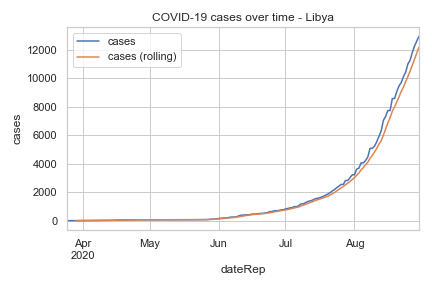 COVID-19 cases over time - Libya
cases
cases (rolling)
12000
10000
8000
6000
4000
2000
0
cases
Apr
2020
May
Jun
Jul
Aug
dateRep